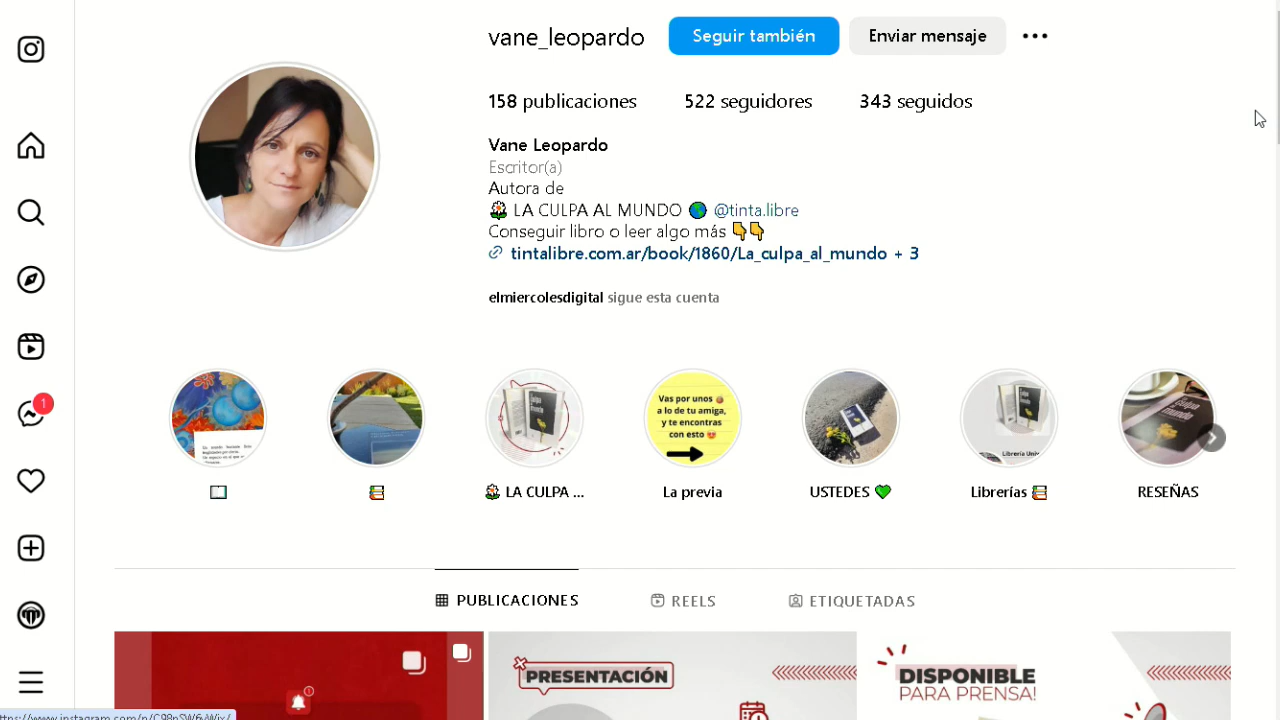 vane_leopardo
Seguir también
Enviar mensaje
158 publicaciones
522 seguidores
343 seguidos
Vane Leopardo
Escritor(a)
Autora de
🌼 LA CULPA AL MUNDO 🌎 @tinta.libre
Conseguir libro o leer algo más 👇👇
tintalibre.com.ar/book/1860/La_culpa_al_mundo + 3
elmiercolesdigital sigue esta cuenta
1
Vas por unos
a lo de tu amiga,
y te encontras
con esto 😍
📖
📚
🌼 LA CULPA ...
La previa
USTEDES 💚
Librerías 📚
RESEÑAS
PUBLICACIONES
REELS
ETIQUETADAS
1
PRESENTACIÓN
DISPONIBLE
PARA PRENSA!